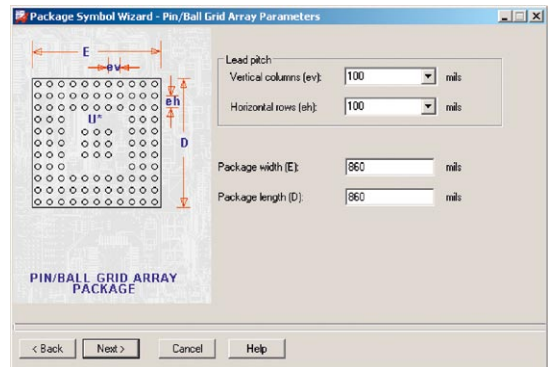 Package Symbol Wizard - Pin/Ball Grid Array Parameters
E
ev
eh
U*
D
PIN/BALL GRID ARRAY
PACKAGE
Lead pitch
Vertical columns (ev): 100 mils
Horizontal rows (eh): 100 mils
Package width (E): 860 mils
Package length (D): 860 mils
< Back Next > Cancel Help